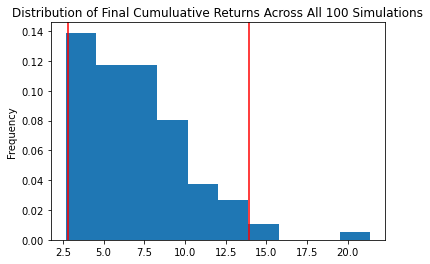 Distribution of Final Cumuluative Returns Across All 100 Simulations
0.14
0.12
0.10
0.08
0.06
0.04
0.02
0.00
Frequency
2.5 5.0 7.5 10.0 12.5 15.0 17.5 20.0